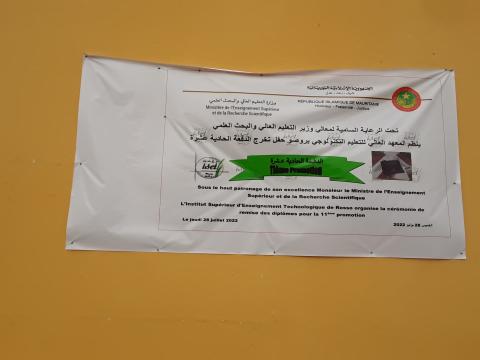 الجمهورية الإسلامية الموريتانية
RÉPUBLIQUE ISLAMIQUE DE MAURITANIE
Honneur - Fraternité - Justice
وزارة التعليم العالي والبحث العلمي
Ministère de l'Enseignement Supérieur
et de la Recherche Scientifique
تحت الرعاية السامية لمعالي وزير التعليم العالي والبحث العلمي
ينظم المعهد العالي للتعليم التكنولوجي بروصو حفل تخرج الدفعة الحادية عشرة
الدفعة الحادية عشرة
11ème Promotion
iset
Sous le haut patronage de son excellence Monsieur le Ministre de l'Enseignement
Supérieur et de la Recherche Scientifique
L'Institut Supérieur d'Enseignement Technologique de Rosso organise la cérémonie de
remise des diplômes pour la 11ème promotion
Le jeudi 28 juillet 2022
الخميس 28 يوليو 2022